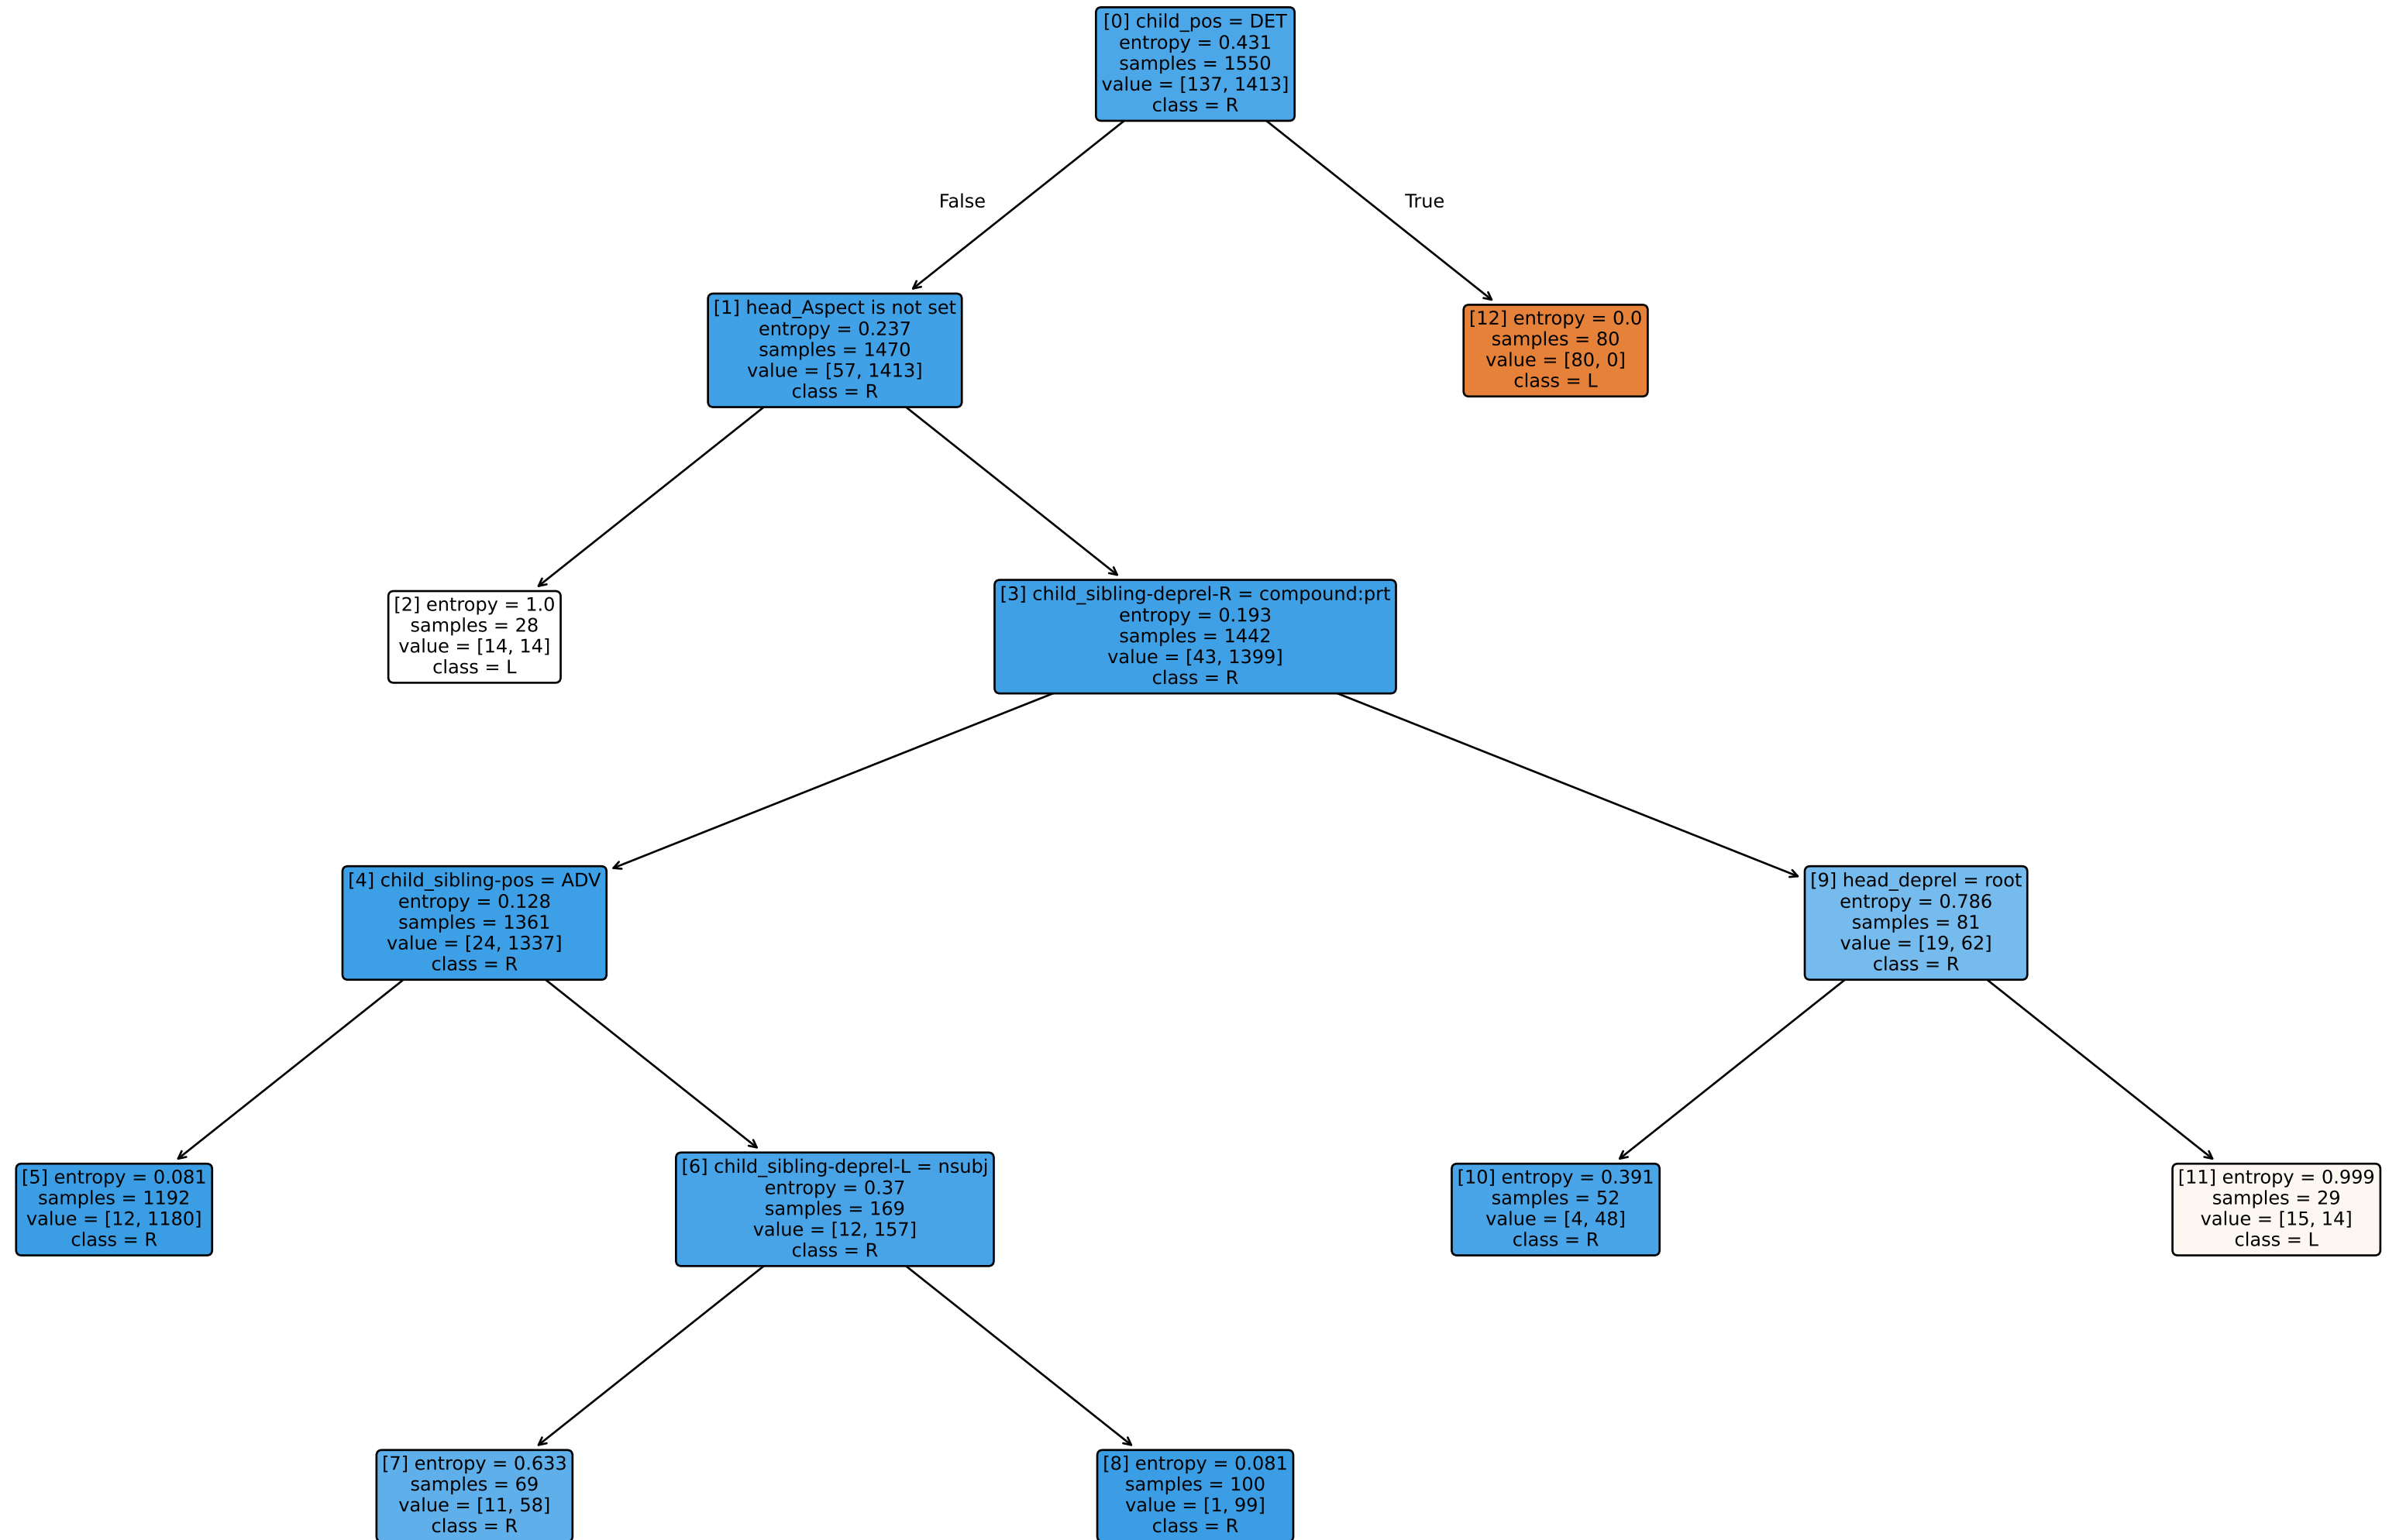 [0] child_pos = DET
entropy = 0.431
samples = 1550
value = [137, 1413]
class = R
False
True
[1] head_Aspect is not set
entropy = 0.237
samples = 1470
value = [57, 1413]
class = R
[12] entropy = 0.0
samples = 80
value = [80, 0]
class = L
[2] entropy = 1.0
samples = 28
value = [14, 14]
class = L
[3] child_sibling-deprel-R = compound:prt
entropy = 0.193
samples = 1442
value = [43, 1399]
class = R
[4] child_sibling-pos = ADV
entropy = 0.128
samples = 1361
value = [24, 1337]
class = R
[9] head_deprel = root
entropy = 0.786
samples = 81
value = [19, 62]
class = R
[5] entropy = 0.081
samples = 1192
value = [12, 1180]
class = R
[6] child_sibling-deprel-L = nsubj
entropy = 0.37
samples = 169
value = [12, 157]
class = R
[10] entropy = 0.391
samples = 52
value = [4, 48]
class = R
[11] entropy = 0.999
samples = 29
value = [15, 14]
class = L
[7] entropy = 0.633
samples = 69
value = [11, 58]
class = R
[8] entropy = 0.081
samples = 100
value = [1, 99]
class = R